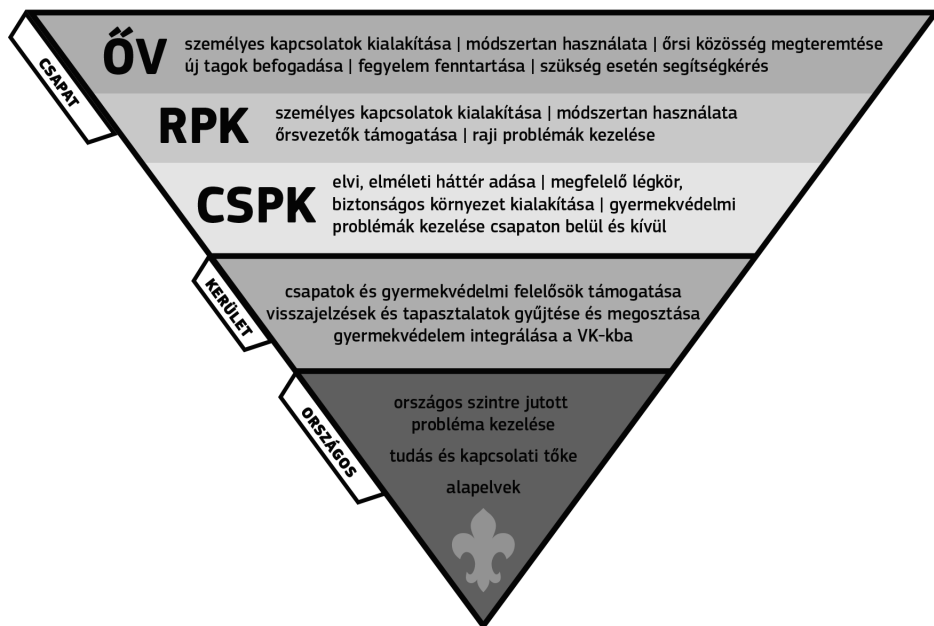 CSAPAT
ŐV
személyes kapcsolatok kialakítása | módszertan használata | őrsi közösség megteremtése
új tagok befogadása | fegyelem fenntartása | szükség esetén segítségkérés
RPK
személyes kapcsolatok kialakítása | módszertan használata
őrsvezetők támogatása | raji problémák kezelése
CSPK
elvi, elméleti háttér adása | megfelelő légkör,
biztonságos környezet kialakítása | gyermekvédelmi
problémák kezelése csapaton belül és kívül
KERÜLET
csapatok és gyermekvédelmi felelősök támogatása
visszajelzések és tapasztalatok gyűjtése és megosztása
gyermekvédelem integrálása a VK-kba
ORSZÁGOS
országos szintre jutott
probléma kezelése
tudás és kapcsolati tőke
alapelvek